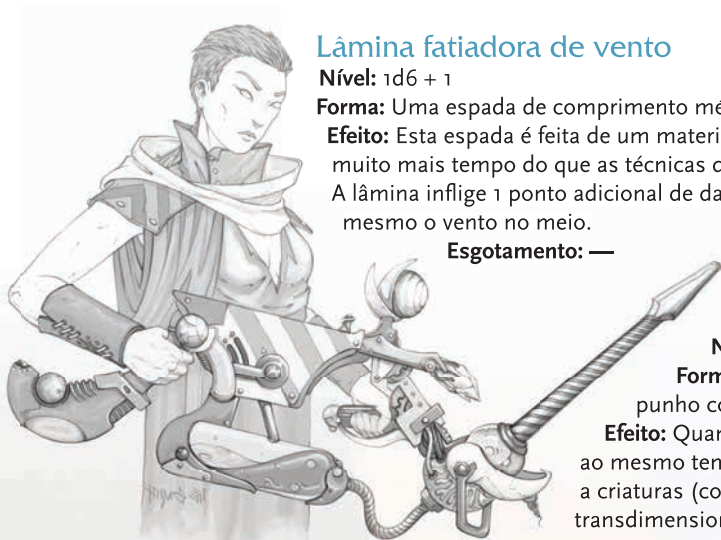 Lâmina fatiadora de vento
Nível: 1d6 + 1
Forma: Uma espada de comprimento mé
Efeito: Esta espada é feita de um materi
muito mais tempo do que as técnicas
A lâmina inflige 1 ponto adicional de da
mesmo o vento no meio.
Esgotamento: —
N
Form
punho co
Efeito: Quan
ao mesmo ten
a criaturas (co
transdimension